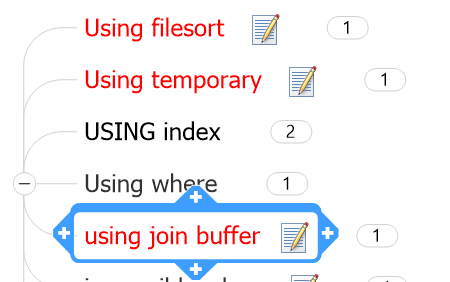 Using filesort 1
Using temporary 1
USING index 2
Using where 1
using join buffer 1